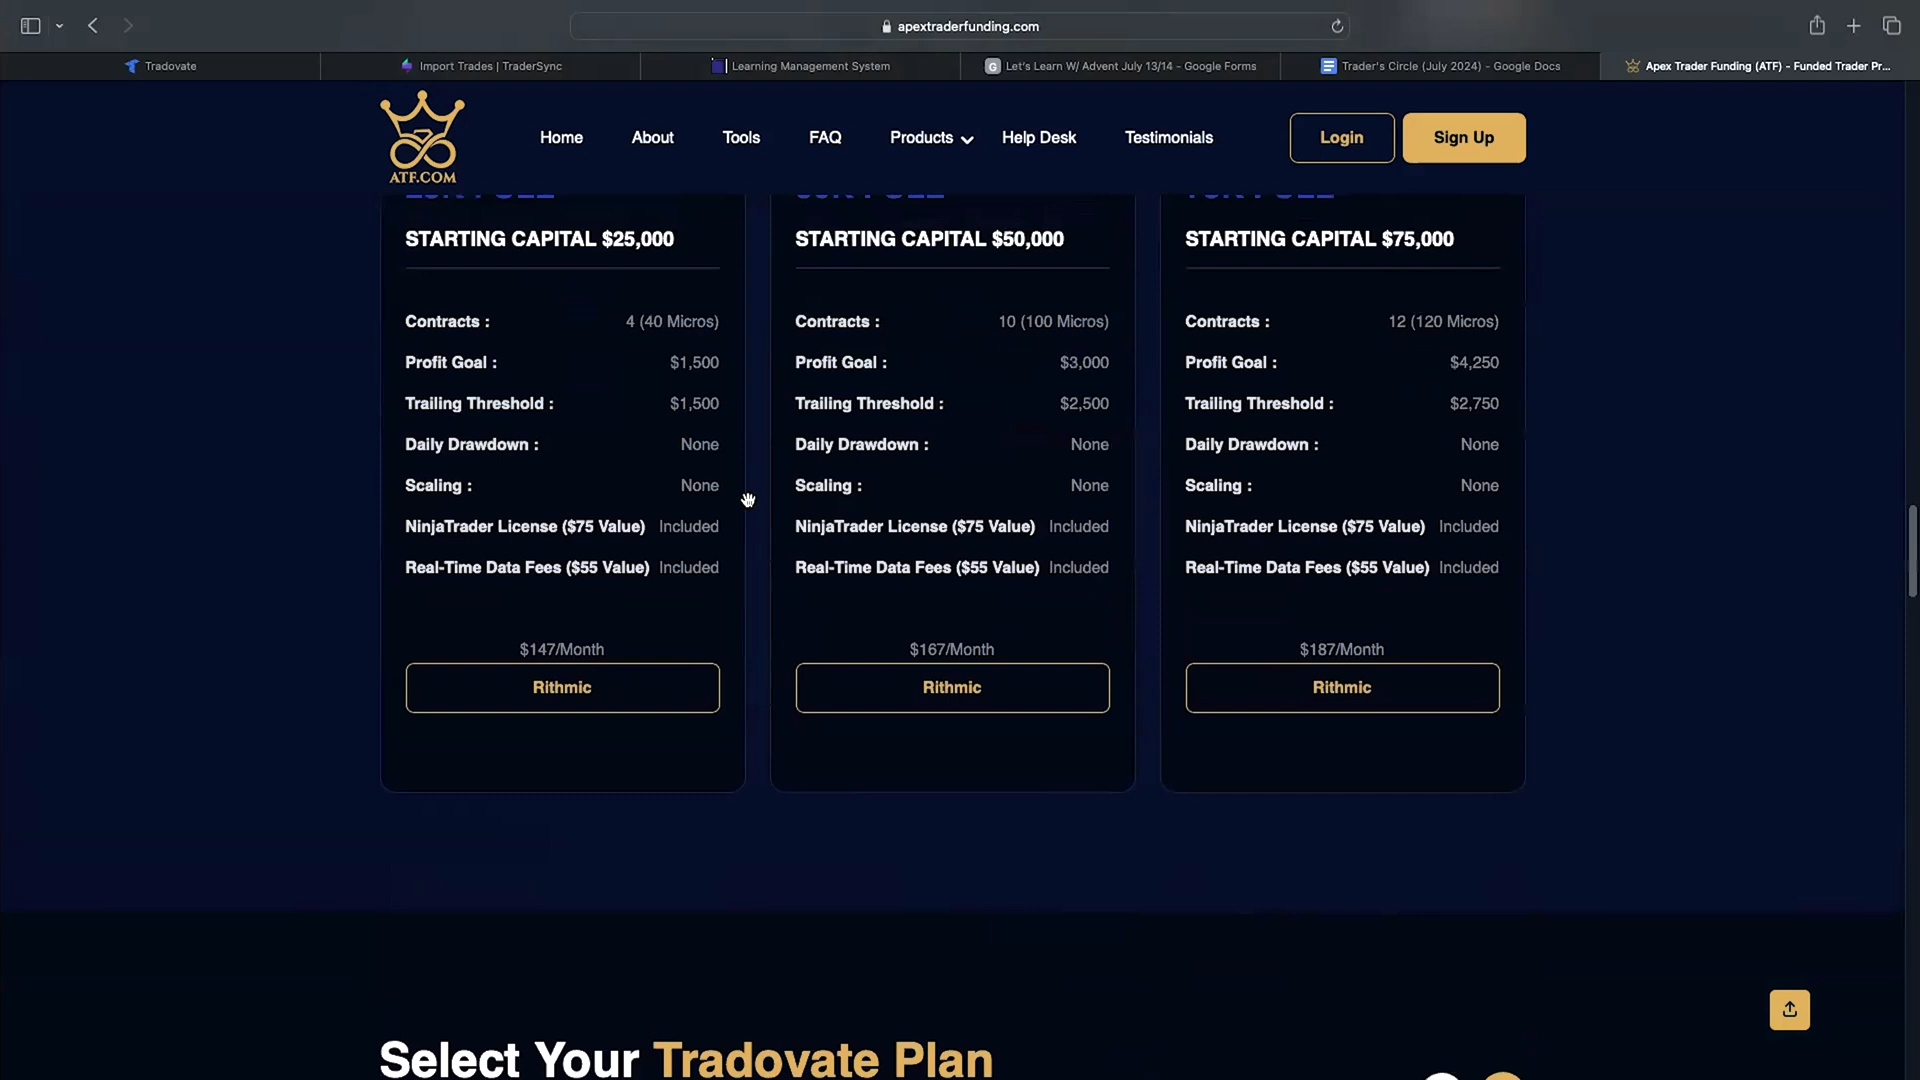 apextraderfunding.com
Tradovate
Import Trades | TraderSync
Learning Management System
G Let's Learn W/ Advent July 13/14 - Google Forms
Trader's Circle (July 2024) - Google Docs
Apex Trader Funding (ATF) - Funded Trader Pr...
ATF.COM
Home About Tools FAQ Products Help Desk Testimonials Login Sign Up
STARTING CAPITAL $25,000
Contracts : 4 (40 Micros)
Profit Goal : $1,500
Trailing Threshold : $1,500
Daily Drawdown : None
Scaling : None
NinjaTrader License ($75 Value) Included
Real-Time Data Fees ($55 Value) Included
$147/Month
Rithmic
STARTING CAPITAL $50,000
Contracts : 10 (100 Micros)
Profit Goal : $3,000
Trailing Threshold : $2,500
Daily Drawdown : None
Scaling : None
NinjaTrader License ($75 Value) Included
Real-Time Data Fees ($55 Value) Included
$167/Month
Rithmic
STARTING CAPITAL $75,000
Contracts : 12 (120 Micros)
Profit Goal : $4,250
Trailing Threshold : $2,750
Daily Drawdown : None
Scaling : None
NinjaTrader License ($75 Value) Included
Real-Time Data Fees ($55 Value) Included
$187/Month
Rithmic
Select Your Tradovate Plan